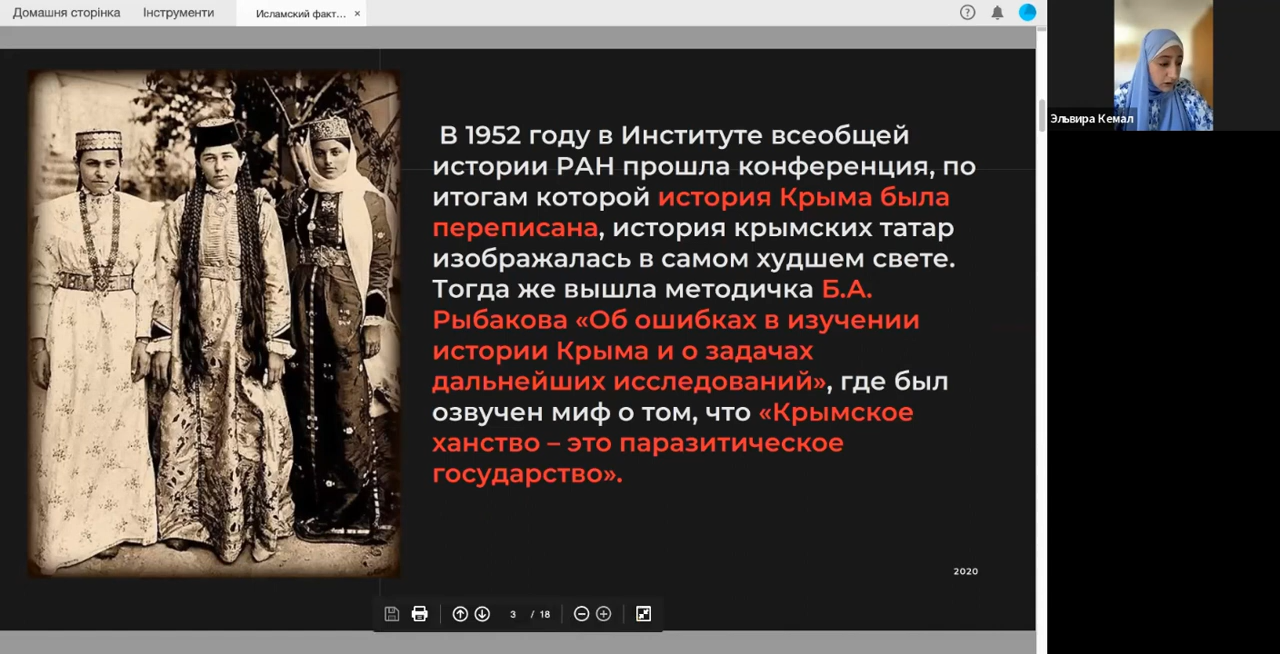 Домашня сторінка Інструменти Исламский факт... ×
В 1952 году в Институте всеобщей
истории РАН прошла конференция, по
итогам которой история Крыма была
переписана, история крымских татар
изображалась в самом худшем свете.
Тогда же вышла методичка Б.А.
Рыбакова «Об ошибках в изучении
истории Крыма и о задачах
дальнейших исследований», где был
озвучен миф о том, что «Крымское
ханство – это паразитическое
государство».
2020
3 / 18
Эльвира Кемал